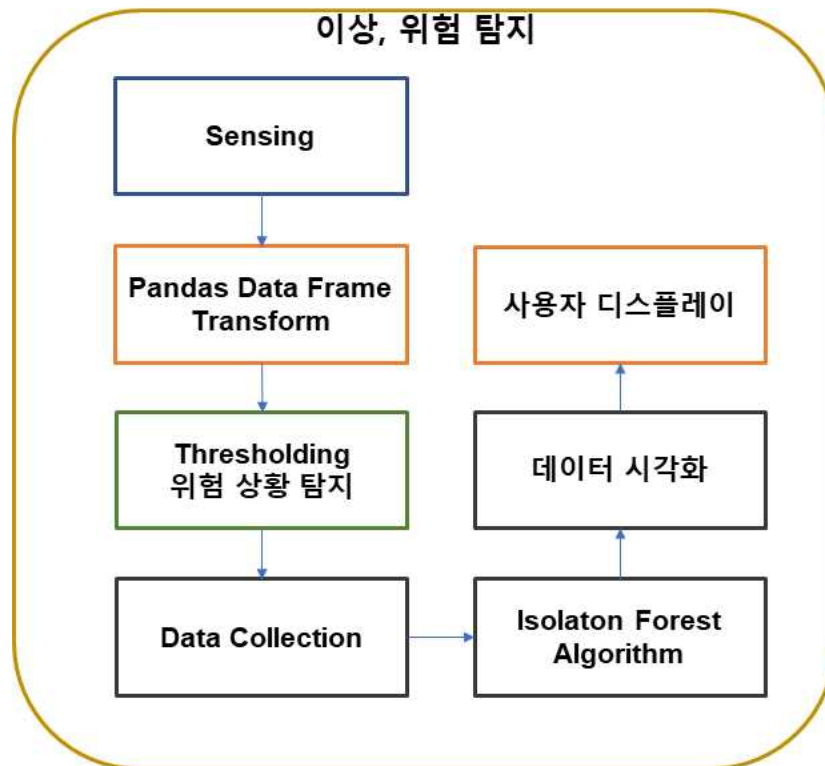 이상, 위험 탐지
Sensing
Pandas Data Frame
Transform
Thresholding
위험 상황 탐지
Data Collection
Isolaton Forest
Algorithm
데이터 시각화
사용자 디스플레이